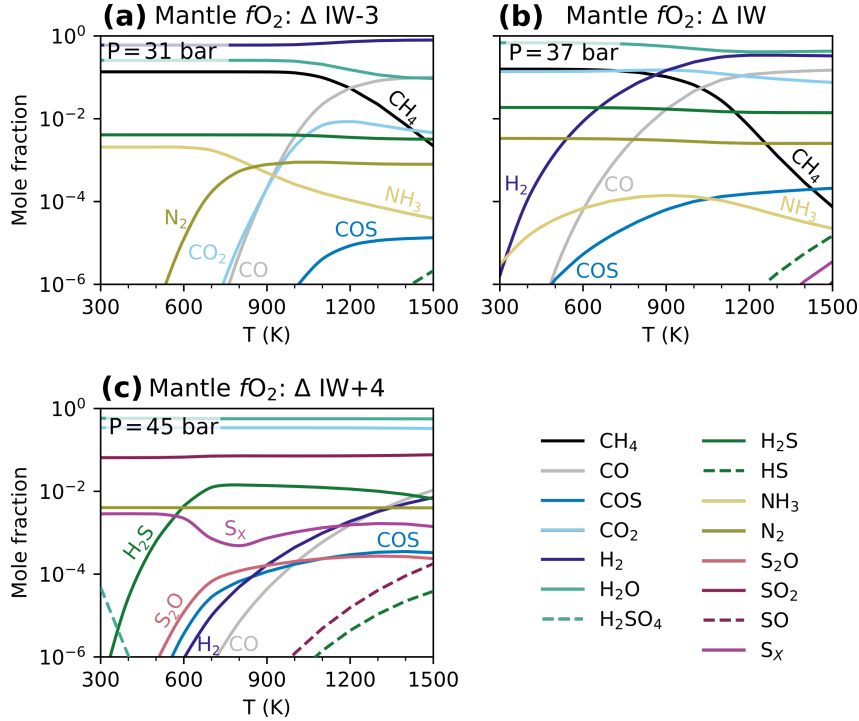 (a) Mantle fO₂: Δ IW-3
P = 31 bar
Mole fraction
10⁰
10⁻²
10⁻⁴
10⁻⁶
CH₄
NH₃
N₂
CO₂
CO
COS
300 600 900 1200 1500
T (K)
(b) Mantle fO₂: Δ IW
P = 37 bar
H₂
CO
CH₄
NH₃
COS
300 600 900 1200 1500
T (K)
(c) Mantle fO₂: Δ IW+4
P = 45 bar
Mole fraction
10⁰
10⁻²
10⁻⁴
10⁻⁶
H₂S
Sₓ
COS
S₂O
H₂
CO
300 600 900 1200 1500
T (K)
CH₄
CO
COS
CO₂
H₂
H₂O
H₂SO₄
H₂S
HS
NH₃
N₂
S₂O
SO₂
SO
Sₓ